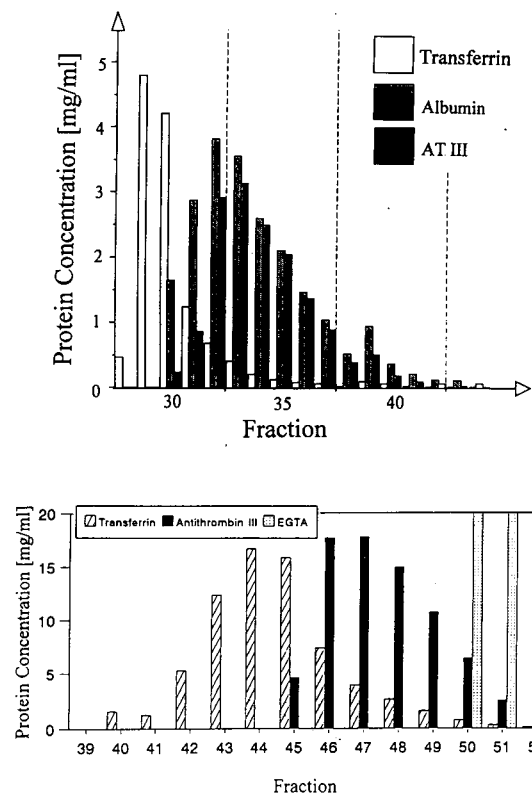 Protein Concentration [mg/ml]
5
4
3
2
1
0
Transferrin
Albumin
AT III
30 35 40
Fraction
Protein Concentration [mg/ml]
20
15
10
5
0
Transferrin Antithrombin III EGTA
39 40 41 42 43 44 45 46 47 48 49 50 51
Fraction